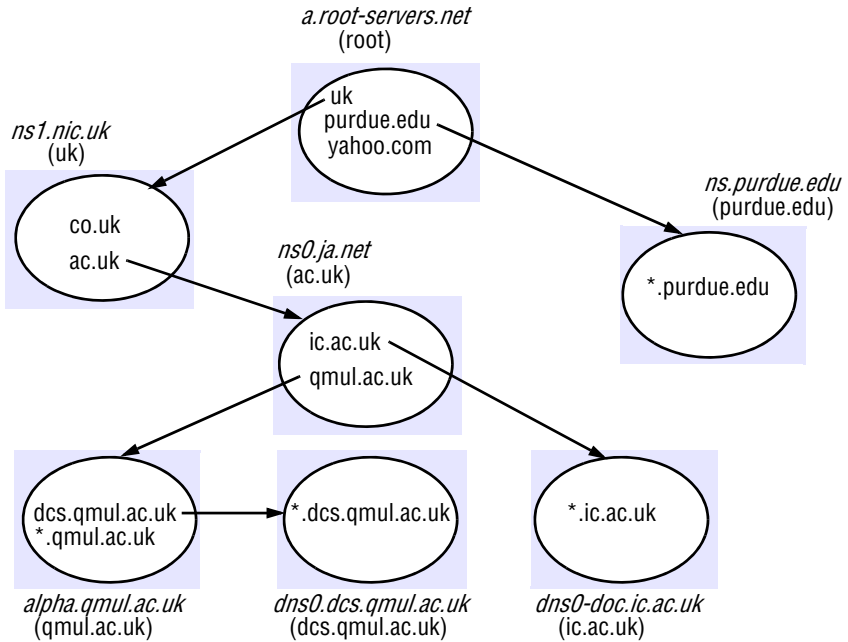 a.root-servers.net
(root)
uk
purdue.edu
yahoo.com
ns1.nic.uk
(uk)
co.uk
ac.uk
ns.purdue.edu
(purdue.edu)
*.purdue.edu
ns0.ja.net
(ac.uk)
ic.ac.uk
qmul.ac.uk
dcs.qmul.ac.uk
*.qmul.ac.uk
*.dcs.qmul.ac.uk
*.ic.ac.uk
alpha.qmul.ac.uk
(qmul.ac.uk)
dns0.dcs.qmul.ac.uk
(dcs.qmul.ac.uk)
dns0-doc.ic.ac.uk
(ic.ac.uk)